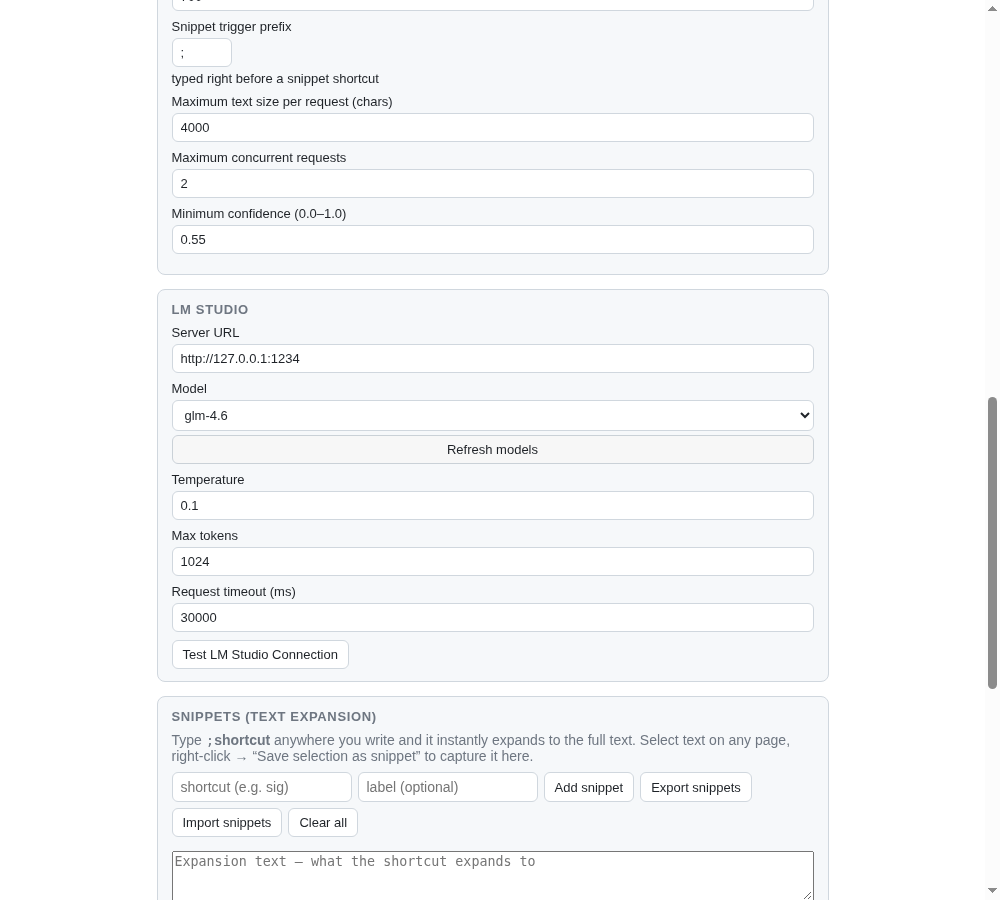 Snippet trigger prefix
;
typed right before a snippet shortcut
Maximum text size per request (chars)
4000
Maximum concurrent requests
2
Minimum confidence (0.0–1.0)
0.55
LM STUDIO
Server URL
http://127.0.0.1:1234
Model
glm-4.6
Refresh models
Temperature
0.1
Max tokens
1024
Request timeout (ms)
30000
Test LM Studio Connection
SNIPPETS (TEXT EXPANSION)
Type ;shortcut anywhere you write and it instantly expands to the full text. Select text on any page,
right-click → “Save selection as snippet” to capture it here.
shortcut (e.g. sig) label (optional) Add snippet Export snippets
Import snippets Clear all
Expansion text — what the shortcut expands to